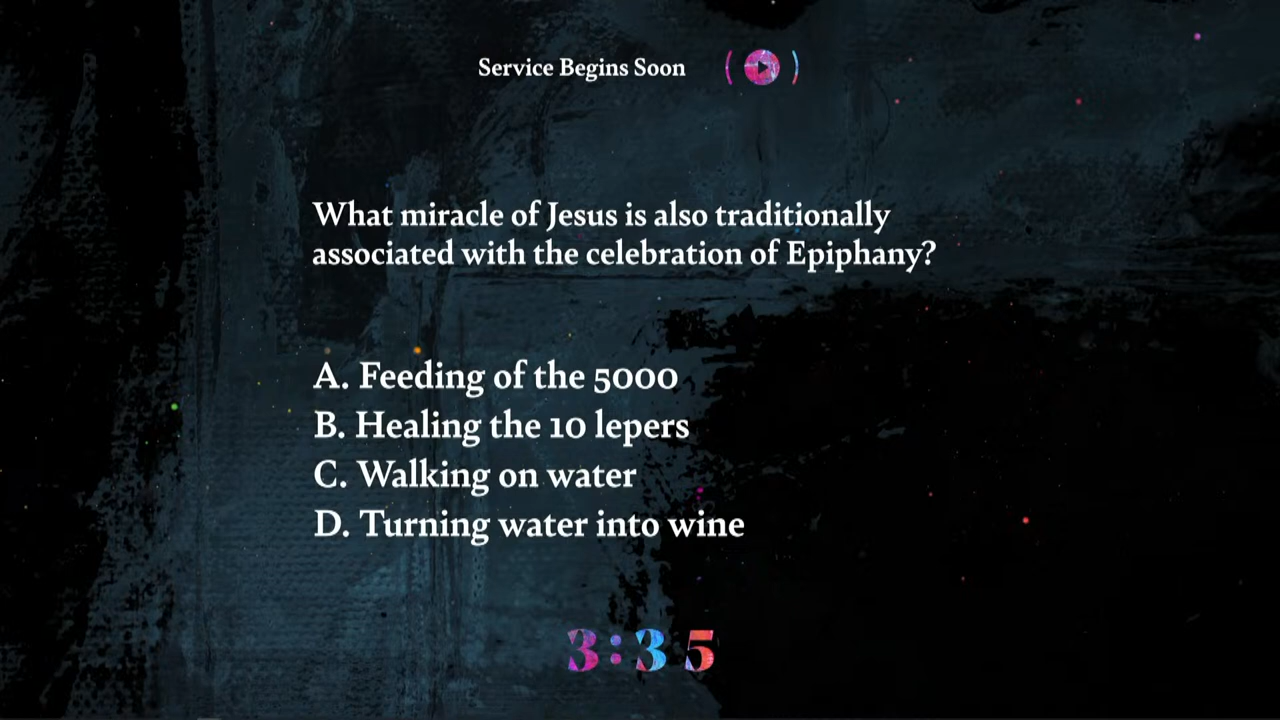 Service Begins Soon
What miracle of Jesus is also traditionally
associated with the celebration of Epiphany?
A. Feeding of the 5000
B. Healing the 10 lepers
C. Walking on water
D. Turning water into wine
3:35